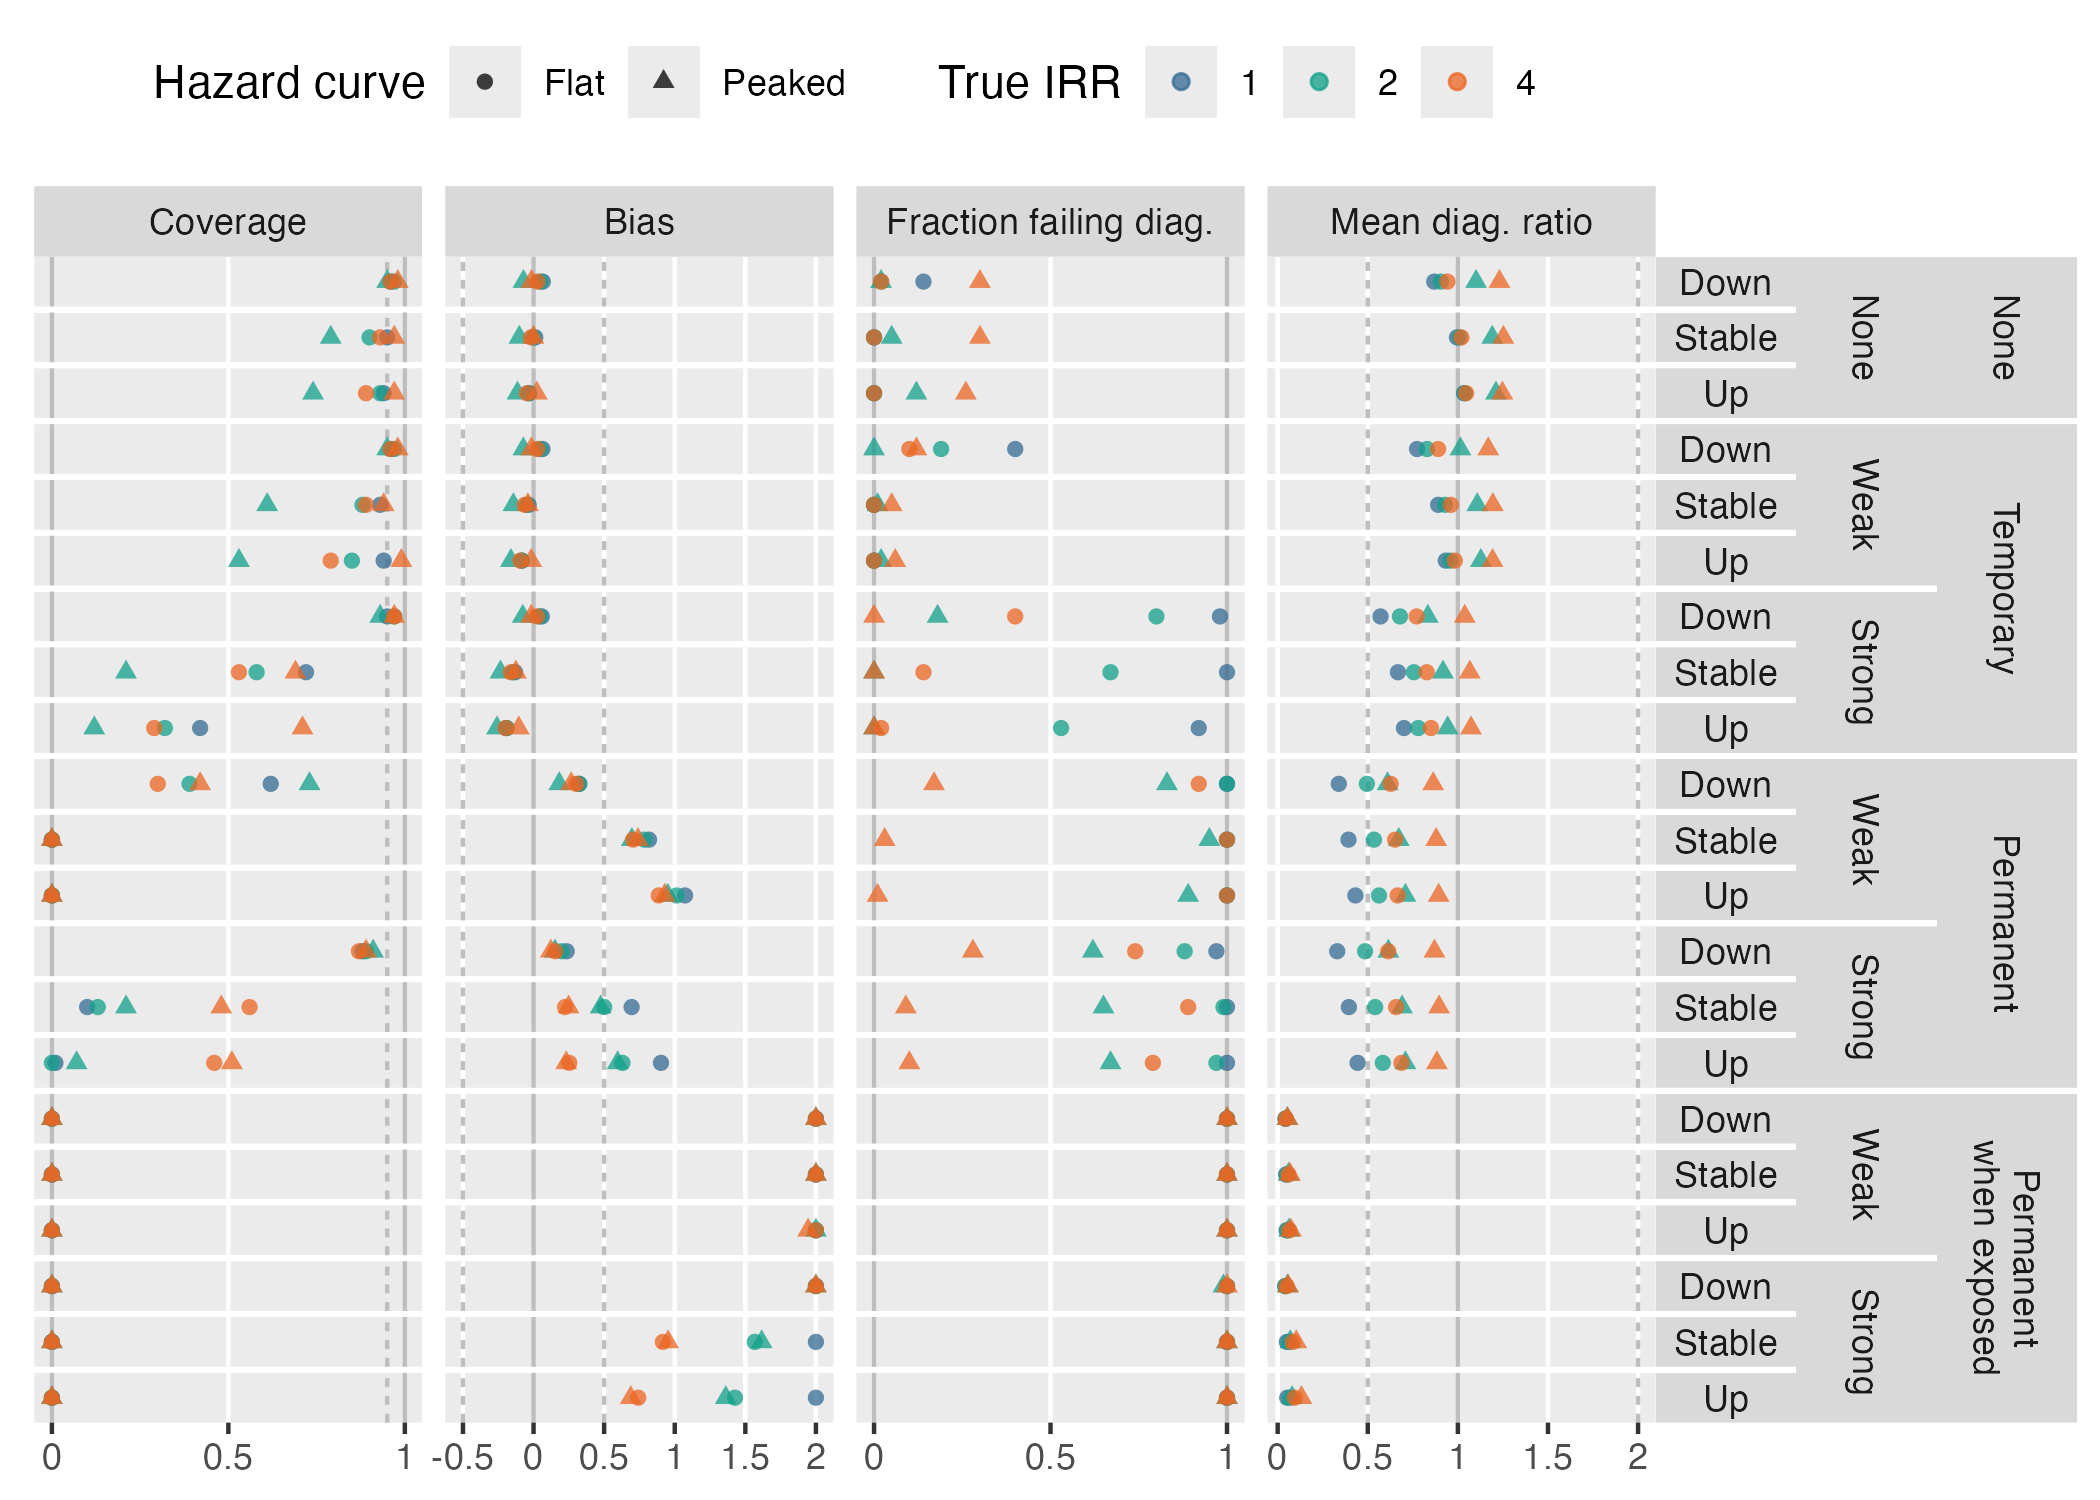 Hazard curve Flat Peaked True IRR 1 2 4
Coverage Bias Fraction failing diag. Mean diag. ratio
Down
Stable
Up
None
None
Down
Stable
Up
Weak
Down
Stable
Up
Strong
Temporary
Down
Stable
Up
Weak
Down
Stable
Up
Strong
Permanent
Down
Stable
Up
Weak
Down
Stable
Up
Strong
Permanent
when exposed
0 0.5 1 -0.5 0 0.5 1 1.5 2 0 0.5 1 0 0.5 1 1.5 2